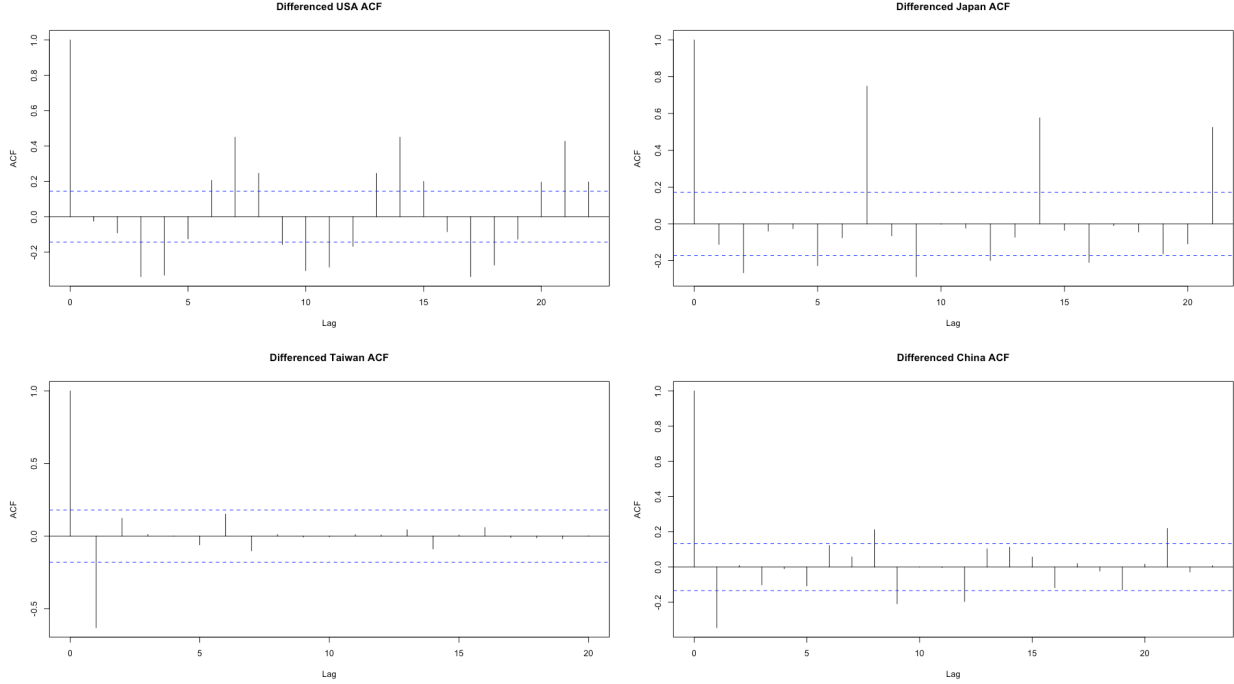 Differenced USA ACF
ACF
1.0
0.8
0.6
0.4
0.2
0.0
-0.2
0 5 10 15 20
Lag
Differenced Japan ACF
ACF
1.0
0.8
0.6
0.4
0.2
0.0
-0.2
0 5 10 15 20
Lag
Differenced Taiwan ACF
ACF
1.0
0.5
0.0
-0.5
0 5 10 15 20
Lag
Differenced China ACF
ACF
1.0
0.8
0.6
0.4
0.2
0.0
-0.2
0 5 10 15 20
Lag